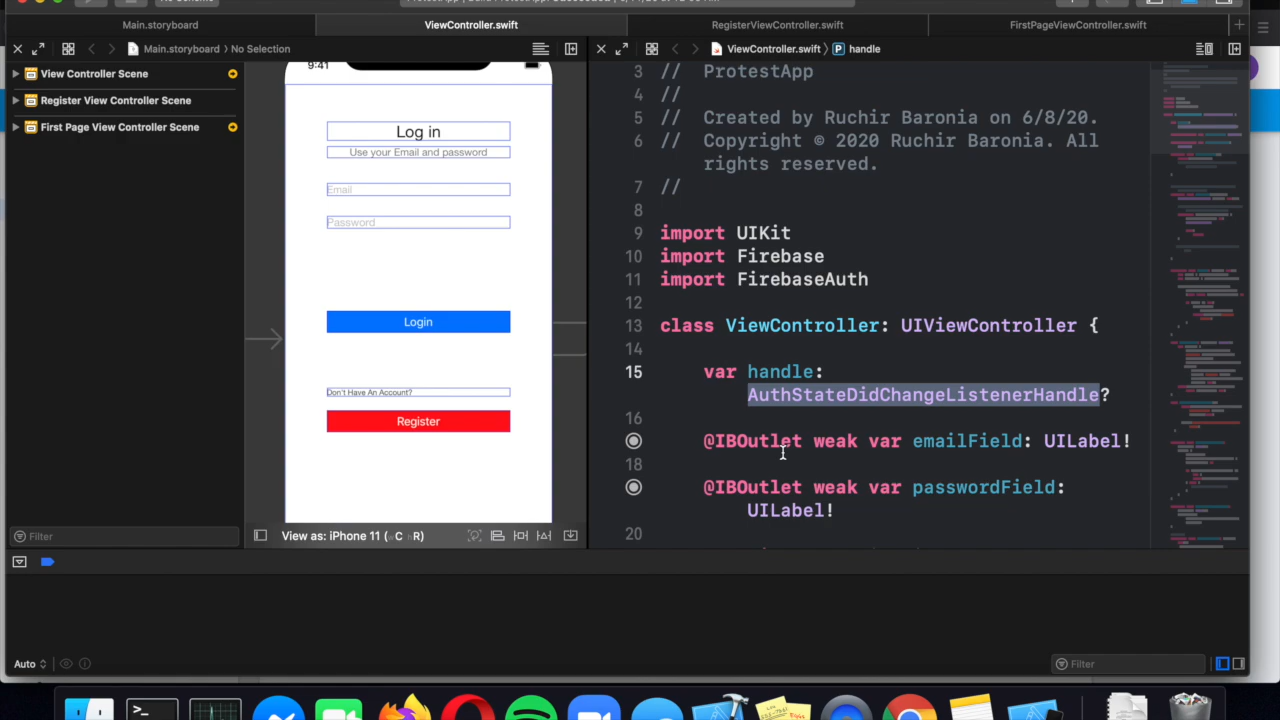 Main.storyboard
ViewController.swift
RegisterViewController.swift
FirstPageViewController.swift
Main.storyboard › No Selection
View Controller Scene
Register View Controller Scene
First Page View Controller Scene
Filter
9:41
Log in
Use your Email and password
Email
Password
Login
Don't Have An Account?
Register
View as: iPhone 11 (wC hR)
ViewController.swift › P handle
3 // ProtestApp
4 //
5 // Created by Ruchir Baronia on 6/8/20.
6 // Copyright © 2020 Ruchir Baronia. All
rights reserved.
7 //
8
9 import UIKit
10 import Firebase
11 import FirebaseAuth
12
13 class ViewController: UIViewController {
14
15 var handle:
AuthStateDidChangeListenerHandle?
16
@IBOutlet weak var emailField: UILabel!
18
@IBOutlet weak var passwordField:
UILabel!
20
Auto
Filter